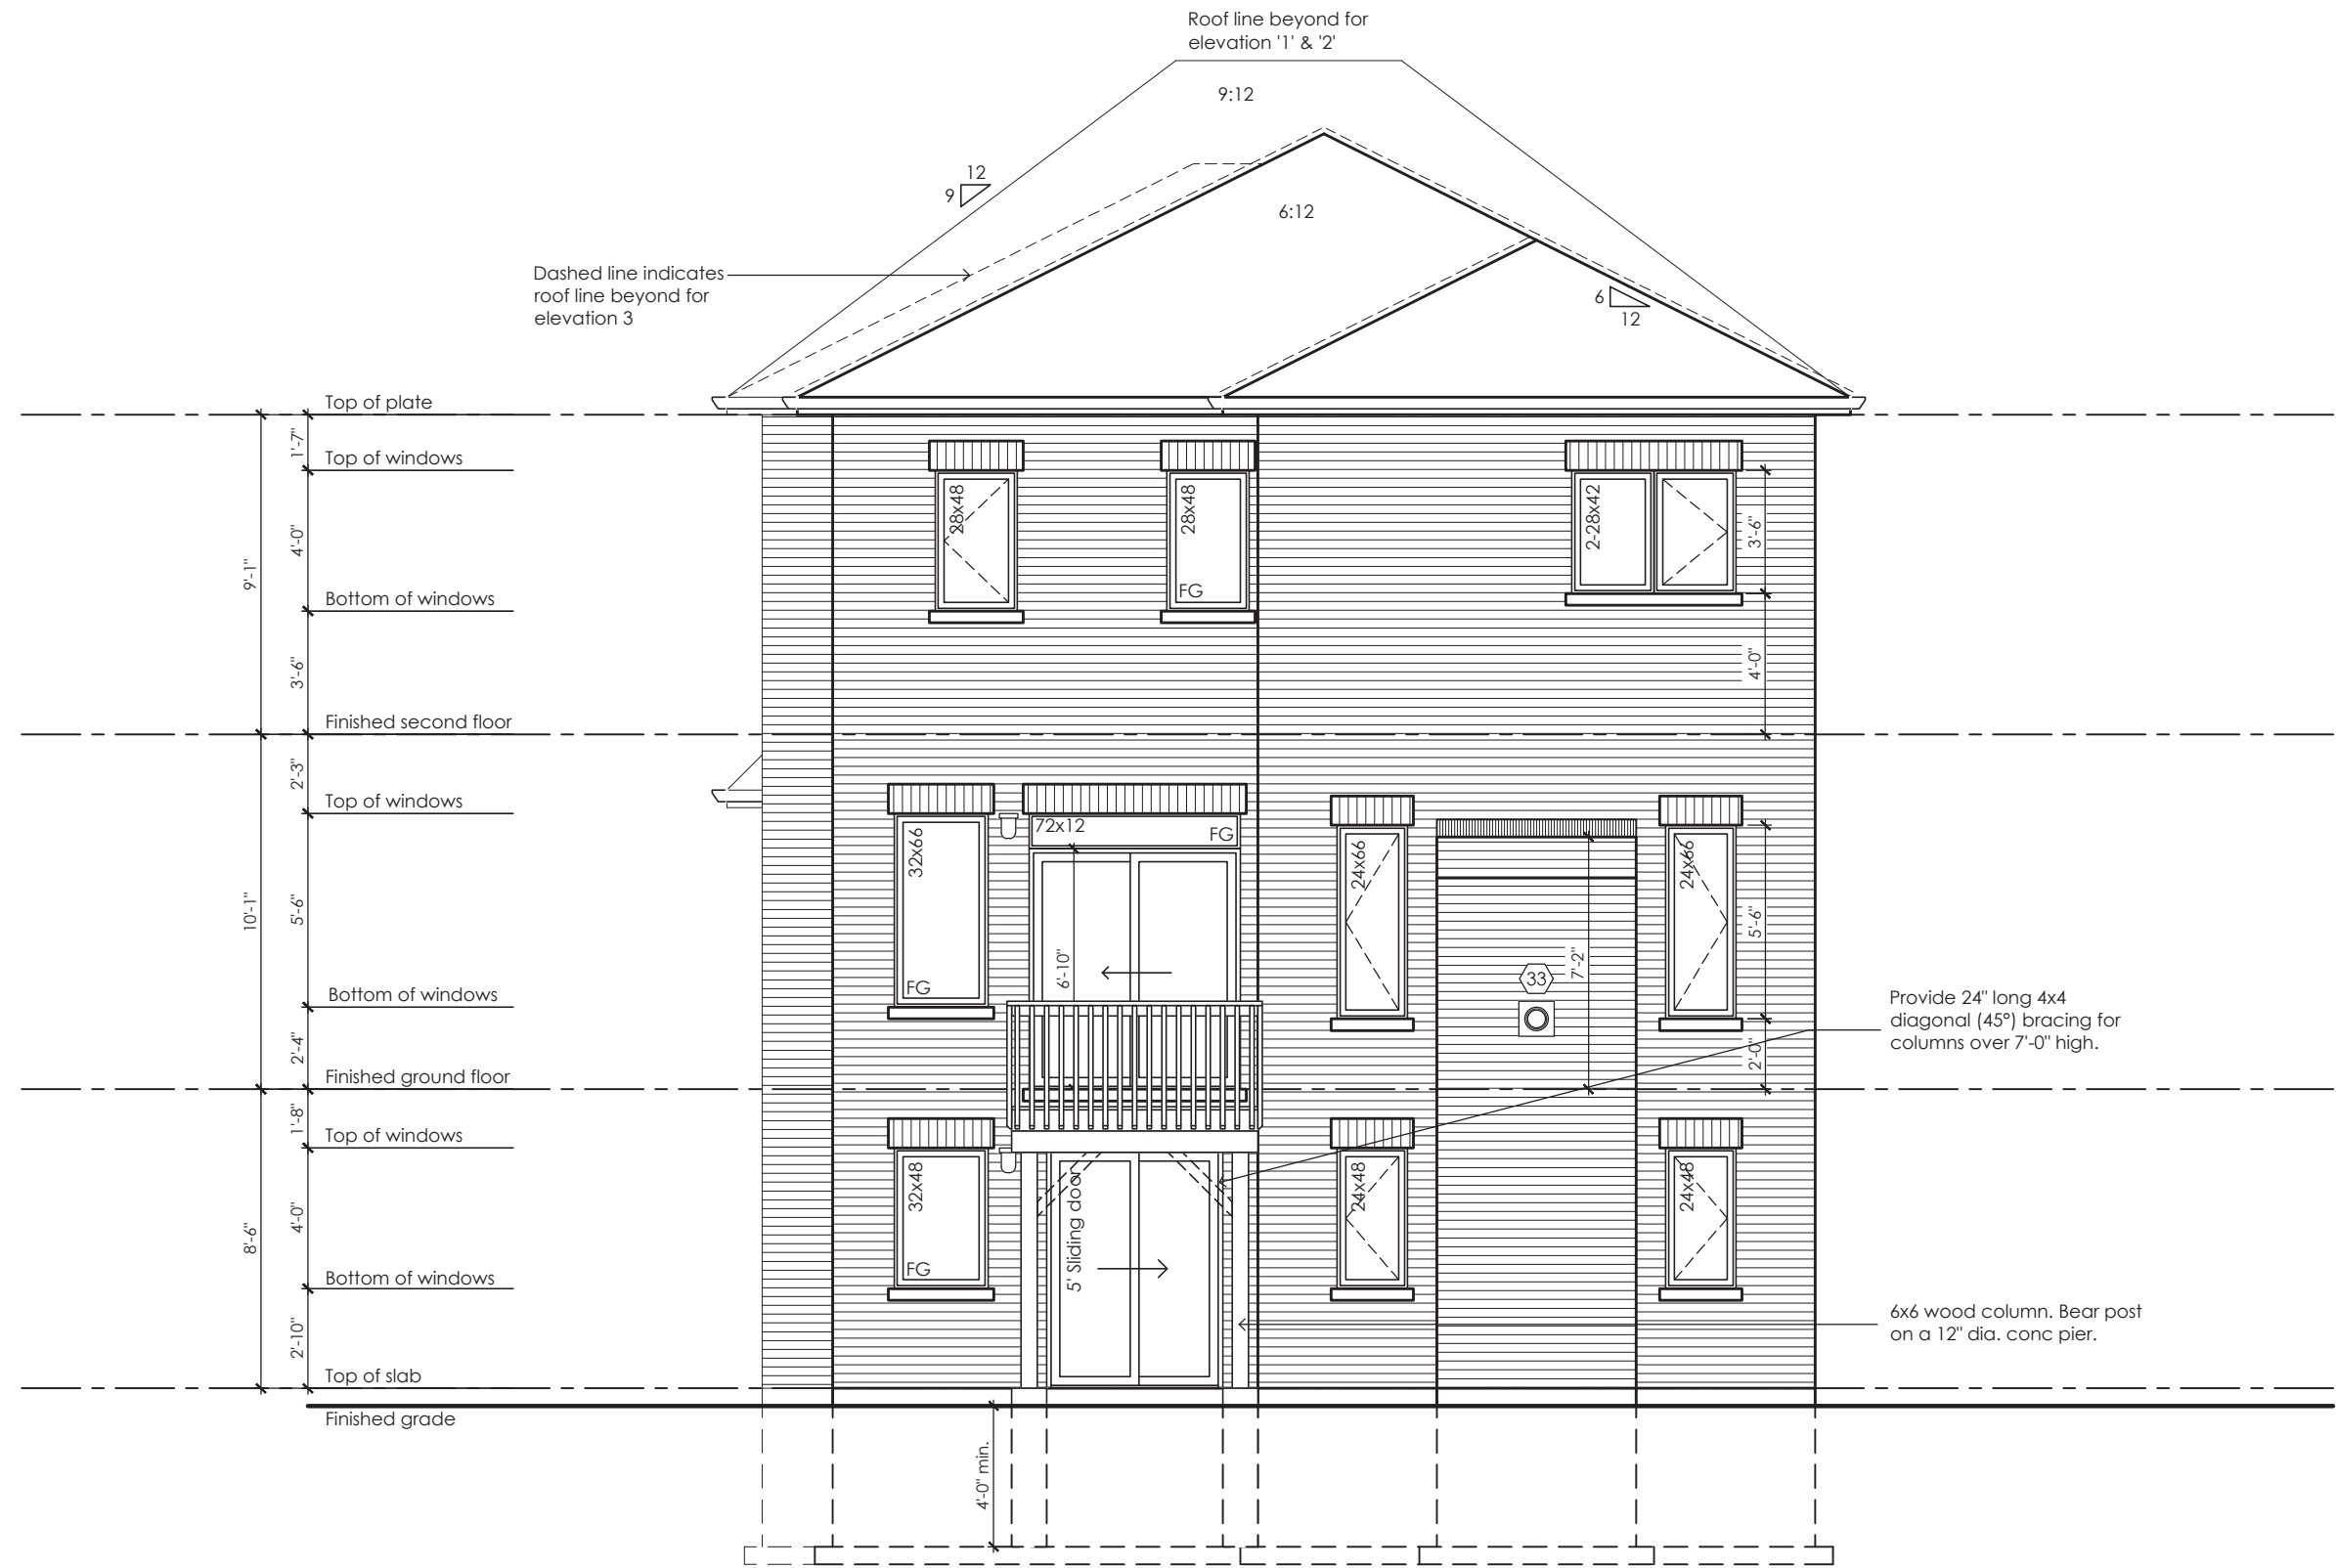 Roof line beyond for
elevation '1' & '2'
9:12
12
9
6:12
Dashed line indicates
roof line beyond for
elevation 3
6
12
Top of plate
1'-7"
Top of windows
28x48
28x48
2-28x42
4'-0"
3'-6"
9'-1"
FG
Bottom of windows
3'-6"
4'-0"
Finished second floor
2'-3"
Top of windows
72x12
FG
32x66
24x66
24x66
10'-1"
5'-6"
5'-6"
6'-10"
7'-2"
33
FG
Bottom of windows
Provide 24" long 4x4
diagonal (45°) bracing for
columns over 7'-0" high.
2'-4"
2'-0"
Finished ground floor
1'-8"
Top of windows
32x48
24x48
24x48
5' Sliding door
4'-0"
8'-6"
FG
Bottom of windows
6x6 wood column. Bear post
on a 12" dia. conc pier.
2'-10"
Top of slab
Finished grade
4'-0" min.